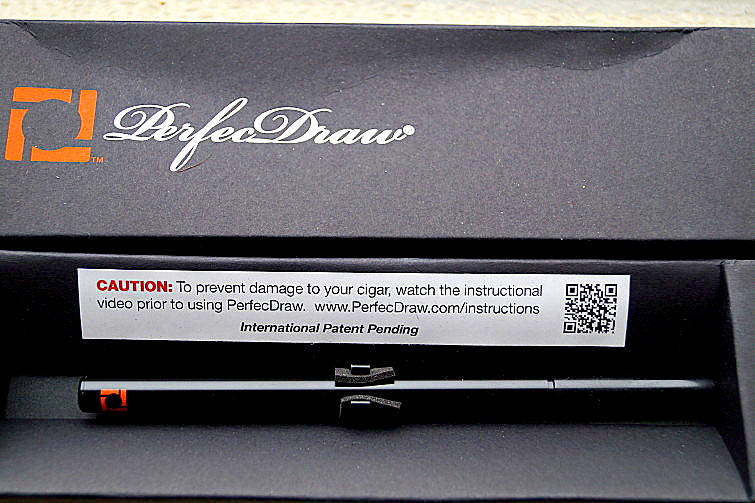 PerfecDraw®
™
CAUTION: To prevent damage to your cigar, watch the instructional
video prior to using PerfecDraw. www.PerfecDraw.com/instructions
International Patent Pending